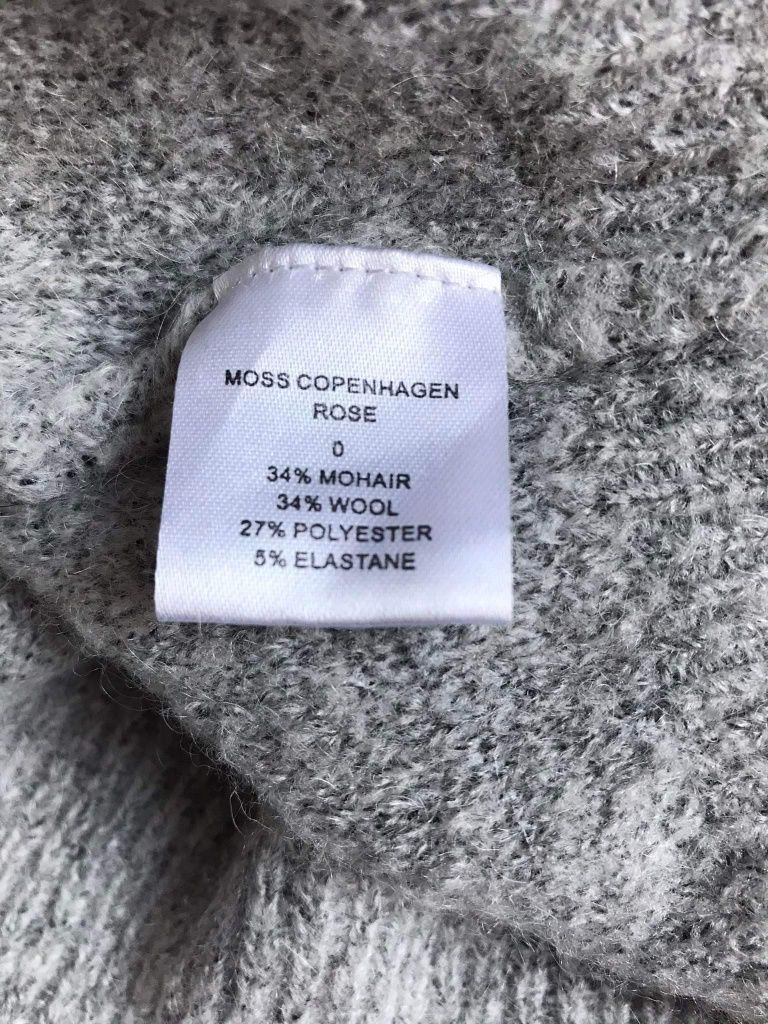 MOSS COPENHAGEN
ROSE
0
34% MOHAIR
34% WOOL
27% POLYESTER
5% ELASTANE